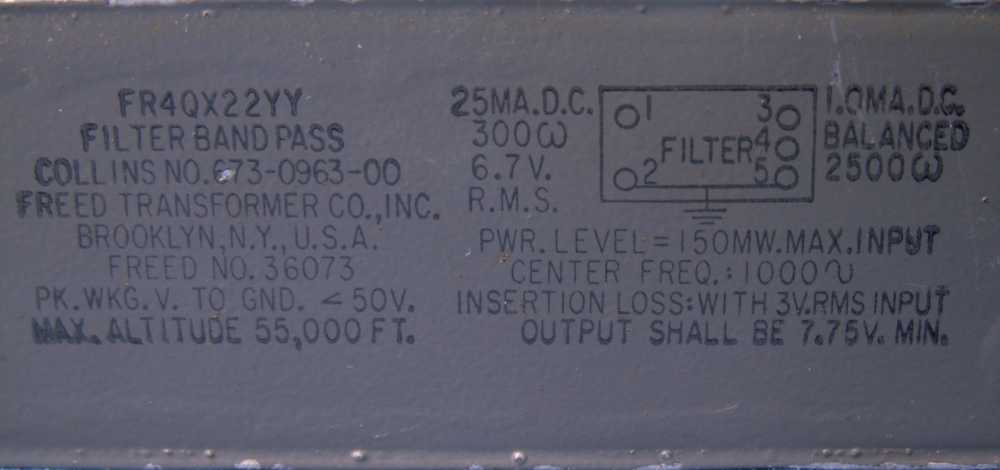 FR4QX22YY
FILTER BAND PASS
COLLINS NO. 673-0963-00
FREED TRANSFORMER CO., INC.
BROOKLYN, N.Y., U.S.A.
FREED NO. 36073
PK. WKG. V. TO GND. < 50V.
MAX. ALTITUDE 55,000 FT.
25MA. D.C.
300ω
6.7 V.
R.M.S.
1
2
FILTER
3
4
5
1.0MA. D.C.
BALANCED
2500ω
PWR. LEVEL = 150MW. MAX. INPUT
CENTER FREQ.: 1000∿
INSERTION LOSS: WITH 3V. RMS INPUT
OUTPUT SHALL BE 7.75V. MIN.